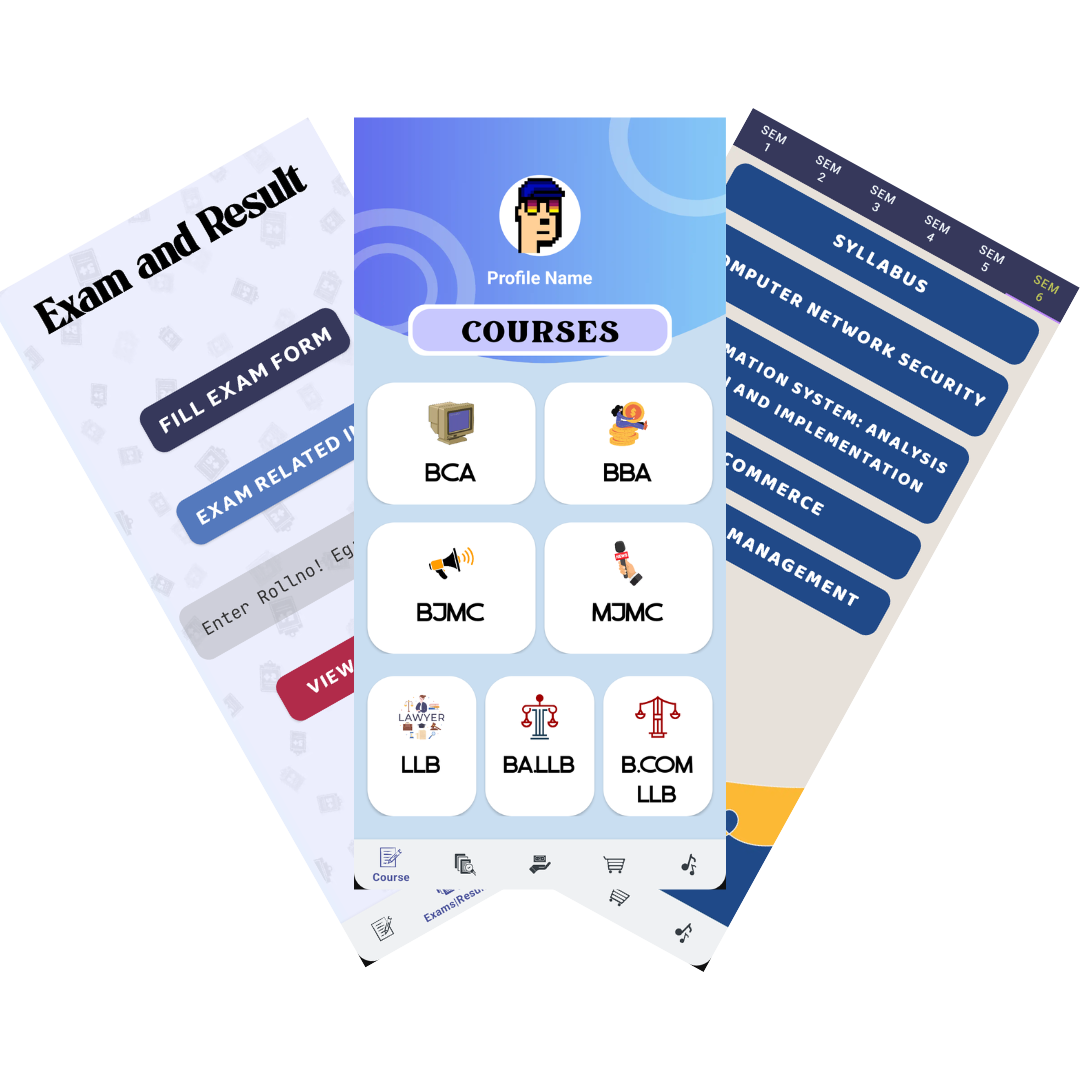 Exam and Result
FILL EXAM FORM
EXAM RELATED
Enter Rollno! Eg
VIEW
Exams|Resu
Profile Name
COURSES
BCA
BBA
BJMC
NEWS
MJMC
LAWYER
LLB
BA.LLB
B.COM
LLB
Course
SEM
1
SEM
2
SEM
3
SEM
4
SEM
5
SEM
6
SYLLABUS
OMPUTER NETWORK SECURITY
MATION SYSTEM: ANALYSIS
AND IMPLEMENTATION
COMMERCE
MANAGEMENT